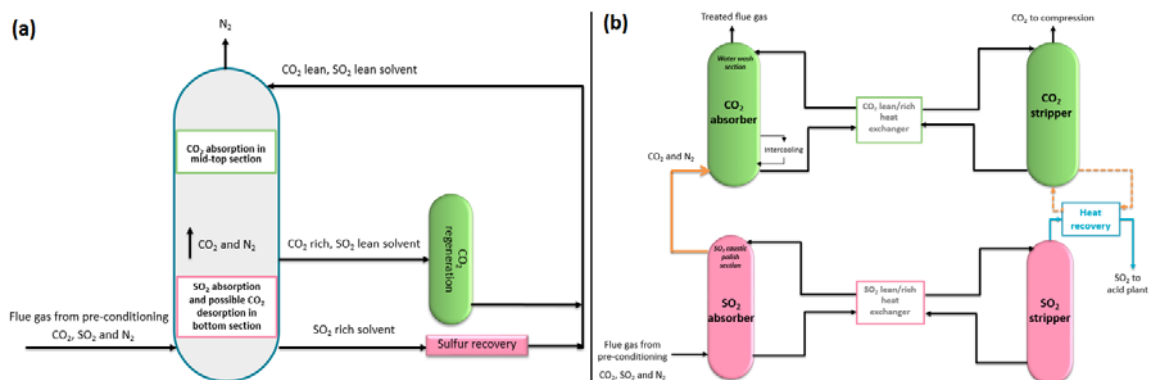 (a)
N₂
CO₂ lean, SO₂ lean solvent
CO₂ absorption in
mid-top section
CO₂ and N₂
CO₂ rich, SO₂ lean solvent
CO₂
regeneration
SO₂ absorption
and possible CO₂
desorption in
bottom section
Flue gas from pre-conditioning
CO₂, SO₂ and N₂
SO₂ rich solvent
Sulfur recovery
(b)
Treated flue gas
CO₂ to compression
Water wash
section
CO₂
absorber
CO₂ lean/rich
heat
exchanger
CO₂
stripper
Intercooling
CO₂ and N₂
Heat
recovery
SO₂ caustic
polish
section
SO₂
absorber
SO₂ lean/rich
heat
exchanger
SO₂
stripper
SO₂ to
acid plant
Flue gas from
pre-conditioning
CO₂, SO₂ and N₂